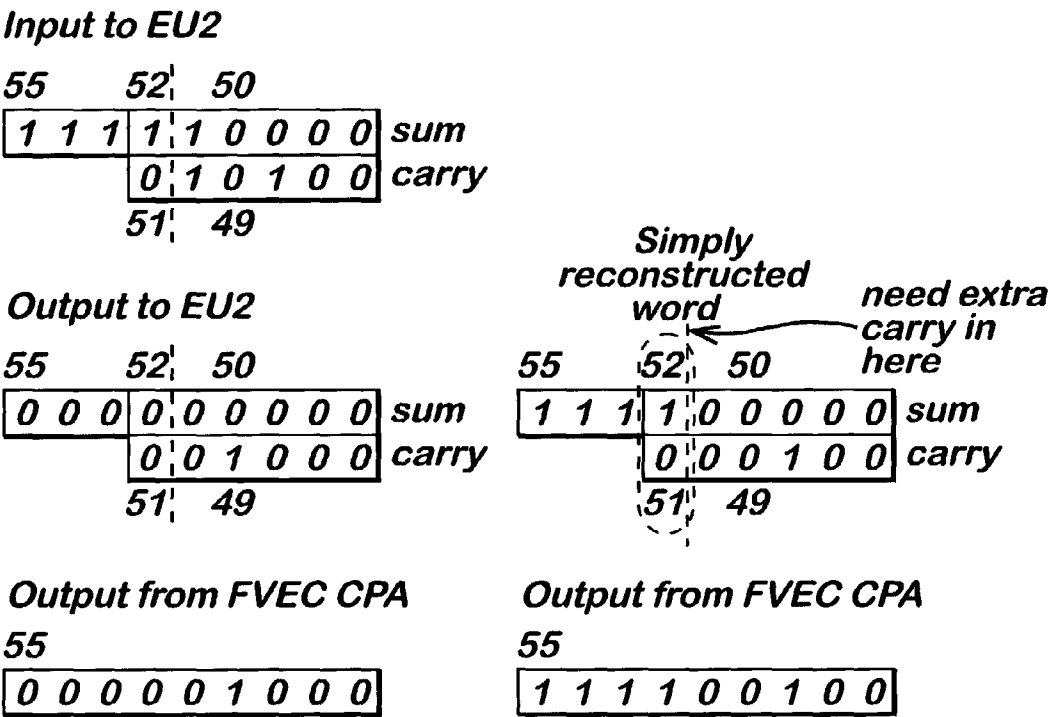 Input to EU2
55 52 50
1 1 1 1 1 0 0 0 0 sum
0 1 0 1 0 0 carry
51 49
Output to EU2
55 52 50
0 0 0 0 0 0 0 0 0 sum
0 0 1 0 0 0 carry
51 49
Simply
reconstructed
word
need extra
carry in
here
55 52 50
1 1 1 1 0 0 0 0 0 sum
0 0 0 1 0 0 carry
51 49
Output from FVEC CPA
55
0 0 0 0 0 1 0 0 0
Output from FVEC CPA
55
1 1 1 1 0 0 1 0 0